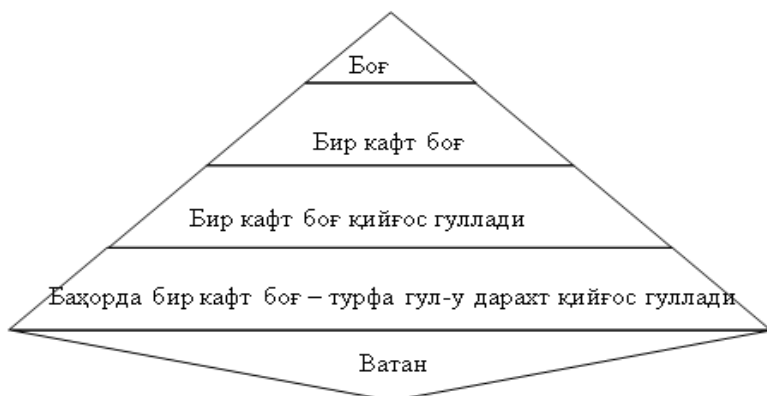 Боғ
Бир кафт боғ
Бир кафт боғ қийғос гуллади
Баҳорда бир кафт боғ – турфа гул-у дарахт қийғос гуллади
Ватан